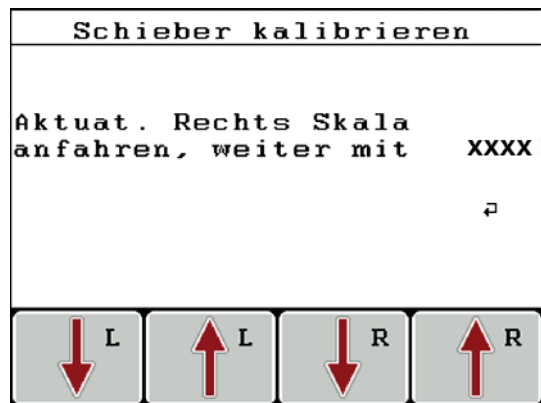 Schieber kalibrieren
Aktuat. Rechts Skala
anfahren, weiter mit XXXX
L L R R